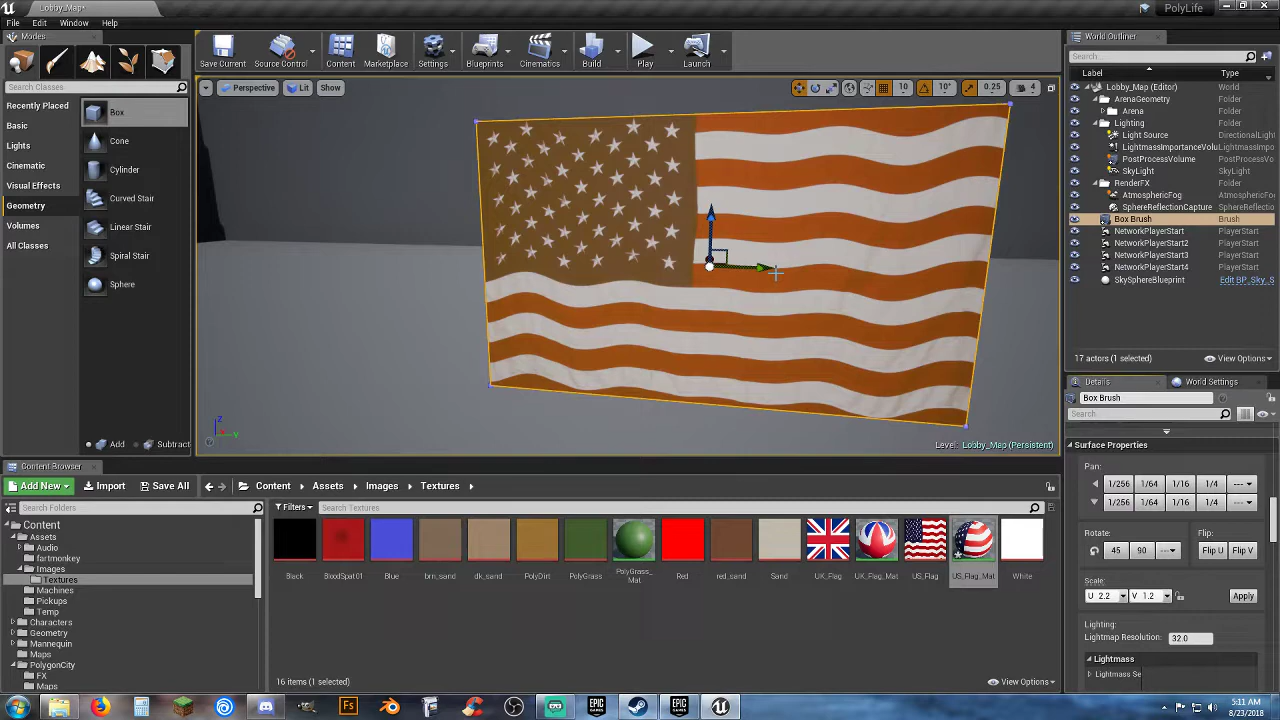 Lobby_Map*
PolyLife
File Edit Window Help
Modes
Search Classes
Recently Placed
Basic
Lights
Cinematic
Visual Effects
Geometry
Volumes
All Classes
Box
Cone
Cylinder
Curved Stair
Linear Stair
Spiral Stair
Sphere
Add Subtract
Save Current Source Control Content Marketplace Settings Blueprints Cinematics Build Play Launch
Perspective Lit Show
10 10° 0.25 4
Level: Lobby_Map (Persistent)
World Outliner
Search...
Label Type
Lobby_Map (Editor) World
ArenaGeometry Folder
Arena Folder
Lighting Folder
Light Source DirectionalLight
LightmassImportanceVolu
PostProcessVolume PostProcessVo
SkyLight SkyLight
RenderFX Folder
AtmosphericFog AtmosphericFog
SphereReflectionCapture SphereReflectio
Box Brush Brush
NetworkPlayerStart PlayerStart
NetworkPlayerStart2 PlayerStart
NetworkPlayerStart3 PlayerStart
NetworkPlayerStart4 PlayerStart
SkySphereBlueprint Edit BP_Sky_S
17 actors (1 selected) View Options
Details World Settings
Box Brush
Search
Surface Properties
Pan:
1/256 1/64 1/16 1/4 ---
1/256 1/64 1/16 1/4 ---
Rotate: Flip:
45 90 --- Flip U Flip V
Scale:
U 2.2 V 1.2 Apply
Lighting:
Lightmap Resolution: 32.0
Lightmass
Lightmass Se
Content Browser
Add New Import Save All Content Assets Images Textures
Search Folders
Filters Search Textures
Content
Assets
Audio
fattmonkey
Images
Textures
Machines
Pickups
Temp
Characters
Geometry
Mannequin
Maps
PolygonCity
FX
Maps
Black BloodSpat01 Blue brn_sand dk_sand PolyDirt PolyGrass PolyGrass_Mat Red red_sand Sand UK_Flag UK_Flag_Mat US_Flag US_Flag_Mat White
16 items (1 selected) View Options
Fs
EPIC GAMES
EPIC GAMES
5:11 AM
8/23/2018